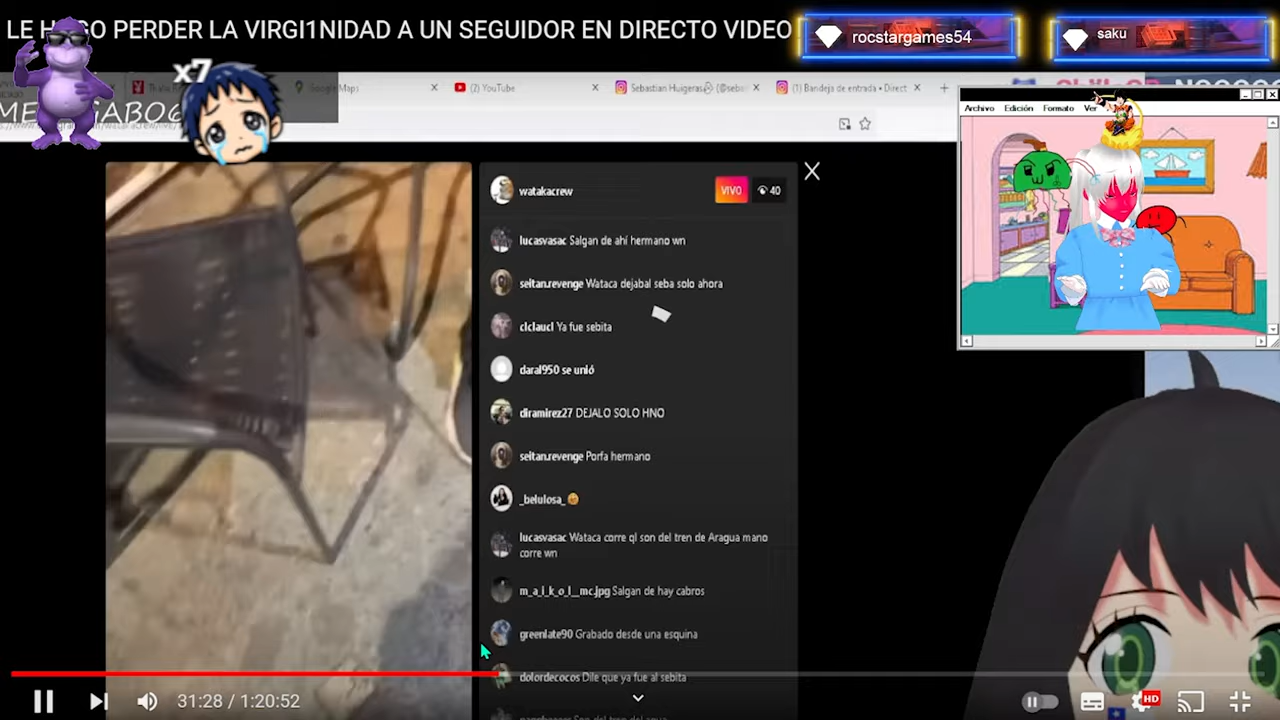 LE HAGO PERDER LA VIRGI1NIDAD A UN SEGUIDOR EN DIRECTO VIDEO
rocstargames54
saku
x7
Google Maps
(2) YouTube
Sebastian Huigeras
(1) Bandeja de entrada • Direct
Archivo Edición Formato Ver
watakacrew
VIVO
40
lucasvasac Salgan de ahí hermano wn
seltan.revenge Wataca dejabal seba solo ahora
clclaucl Ya fue sebita
daral950 se unió
diramirez27 DEJALO SOLO HNO
seltan.revenge Porfa hermano
_belulosa_
lucasvasac Wataca corre ql son del tren de Aragua mano
corre wn
m_a_l_k_o_l__mc.jpg Salgan de hay cabros
greenlate90 Grabado desde una esquina
dolordecocos Dile que ya fue al sebita
31:28 / 1:20:52
HD